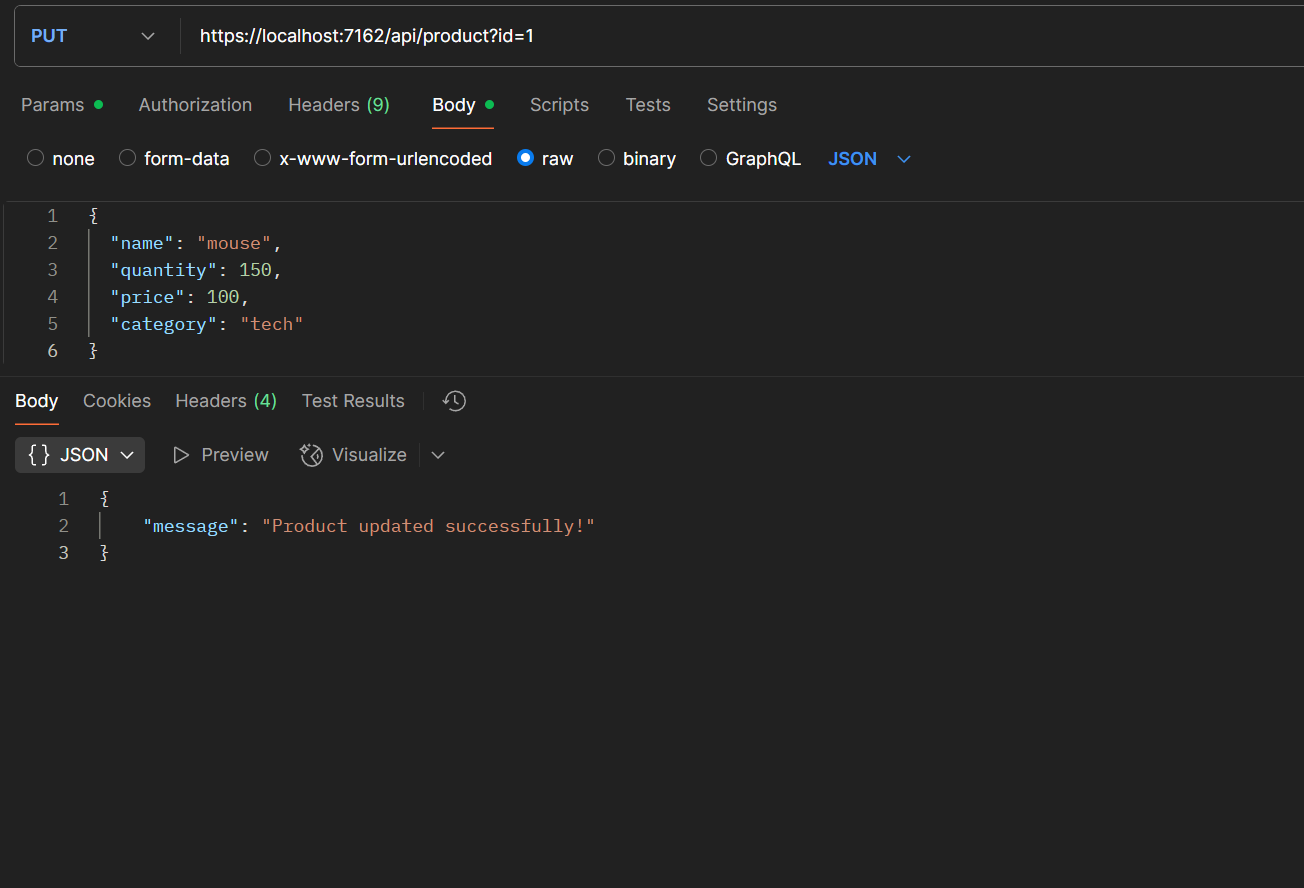 PUT https://localhost:7162/api/product?id=1
Params Authorization Headers (9) Body Scripts Tests Settings
none form-data x-www-form-urlencoded raw binary GraphQL JSON
1 {
2 "name": "mouse",
3 "quantity": 150,
4 "price": 100,
5 "category": "tech"
6 }
Body Cookies Headers (4) Test Results
{ } JSON Preview Visualize
1 {
2 "message": "Product updated successfully!"
3 }